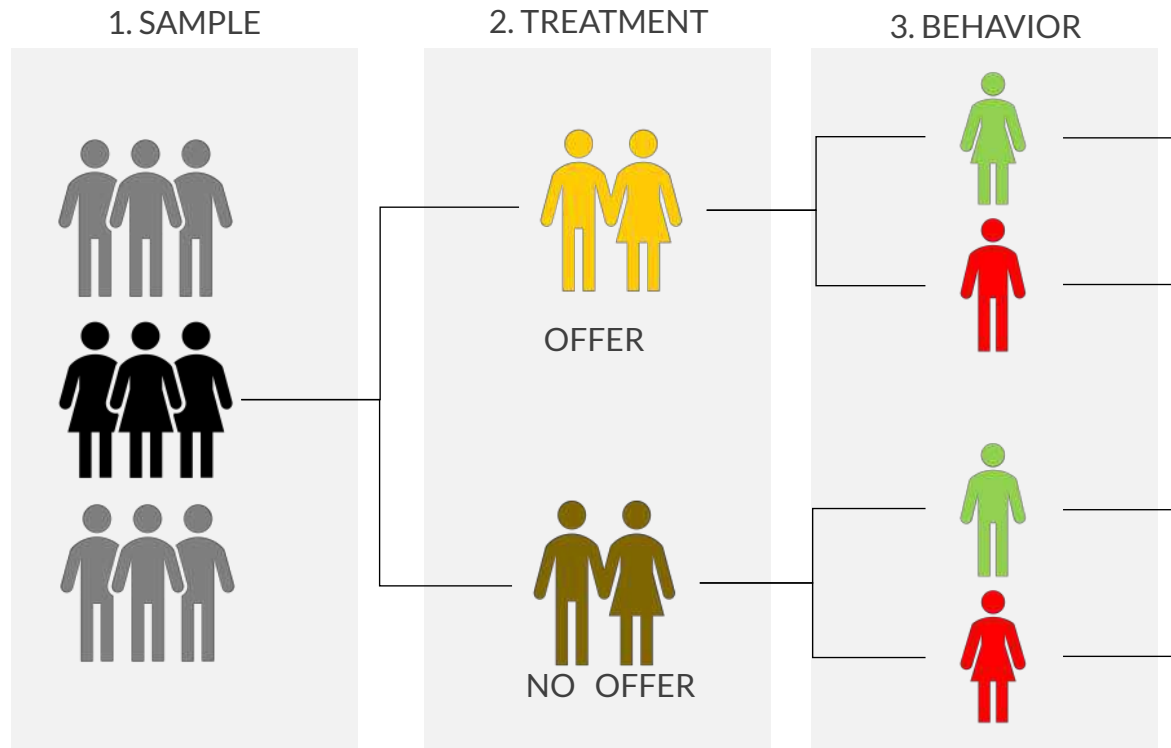 1. SAMPLE
2. TREATMENT
3. BEHAVIOR
OFFER
NO OFFER